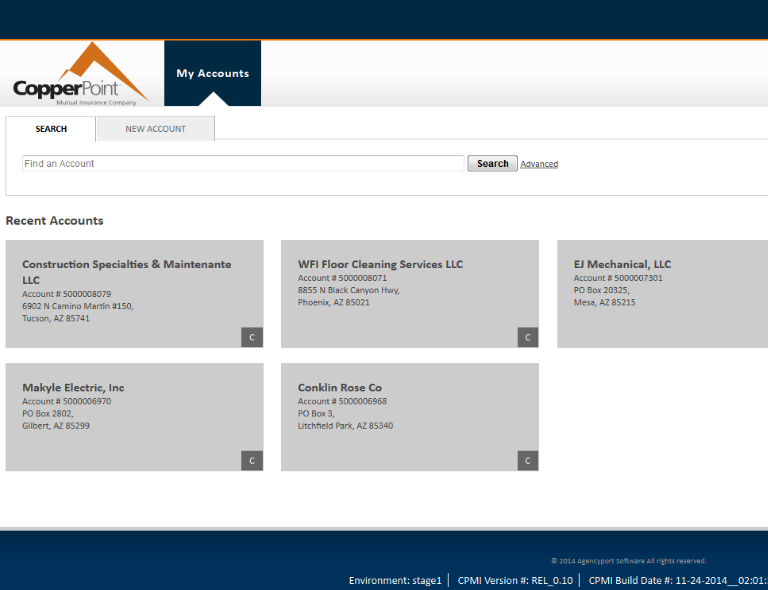 CopperPoint
Mutual Insurance Company
My Accounts
SEARCH
NEW ACCOUNT
Find an Account
Search
Advanced
Recent Accounts
Construction Specialties & Maintenante
LLC
Account # 5000008079
6902 N Camino Martin #150,
Tucson, AZ 85741
C
WFI Floor Cleaning Services LLC
Account # 5000008071
8855 N Black Canyon Hwy,
Phoenix, AZ 85021
C
EJ Mechanical, LLC
Account # 5000007301
PO Box 20325,
Mesa, AZ 85215
Makyle Electric, Inc
Account # 5000006970
PO Box 2802,
Gilbert, AZ 85299
C
Conklin Rose Co
Account # 5000006968
PO Box 3,
Litchfield Park, AZ 85340
C
© 2014 Agencyport Software All rights reserved.
Environment: stage1 | CPMI Version #: REL_0.10 | CPMI Build Date #: 11-24-2014__02:01: